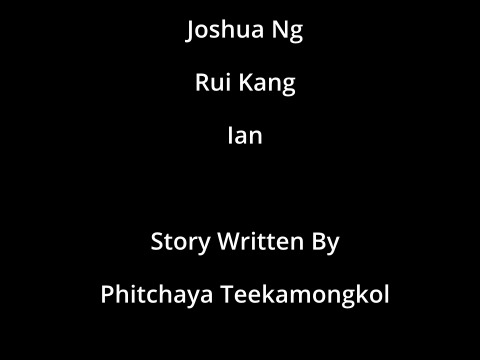 Joshua Ng
Rui Kang
Ian
Story Written By
Phitchaya Teekamongkol